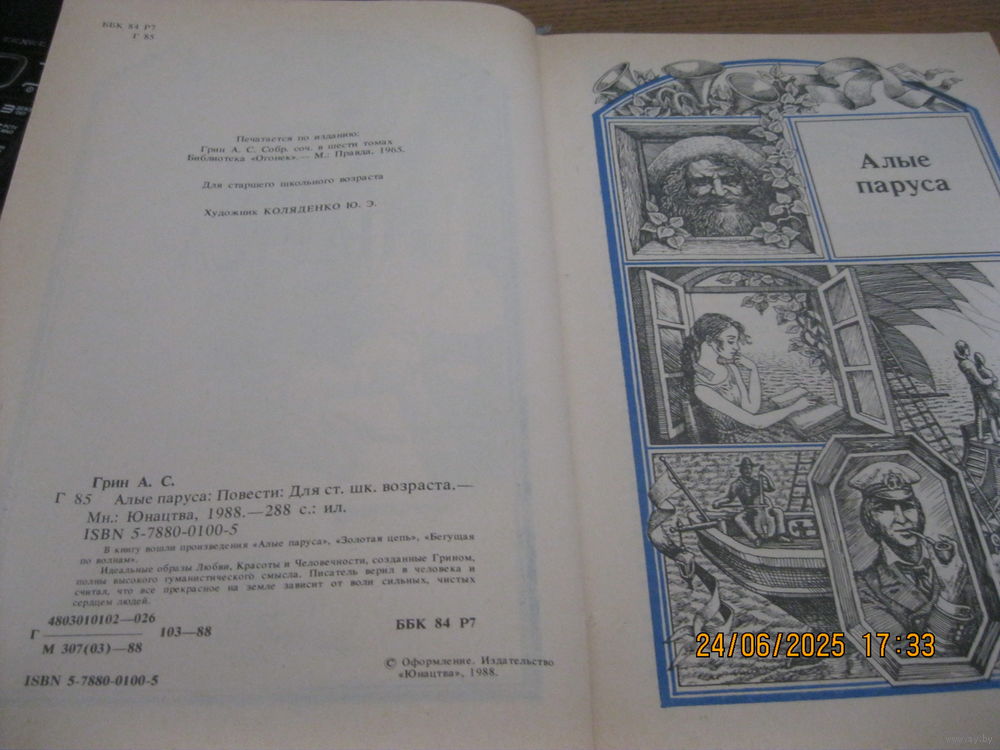 ББК 84 Р7
Г 85
Печатается по изданию:
Грин А. С. Собр. соч. в шести томах
Библиотека «Огонек».— М.: Правда, 1965.
Для старшего школьного возраста
Художник КОЛЯДЕНКО Ю. Э.
Грин А. С.
Г 85 Алые паруса: Повести: Для ст. шк. возраста.—
Мн.: Юнацтва, 1988.—288 с.: ил.
ISBN 5-7880-0100-5
В книгу вошли произведения «Алые паруса», «Золотая цепь», «Бегущая
по волнам».
Идеальные образы Любви, Красоты и Человечности, созданные Грином,
полны высокого гуманистического смысла. Писатель верил в человека и
считал, что все прекрасное на земле зависит от воли сильных, чистых
сердцем людей.
4803010102—026
Г 103—88
М 307(03)—88
ББК 84 Р7
ISBN 5-7880-0100-5
© Оформление. Издательство
«Юнацтва», 1988.
Алые
паруса
24/06/2025 17:33
www.ay.by